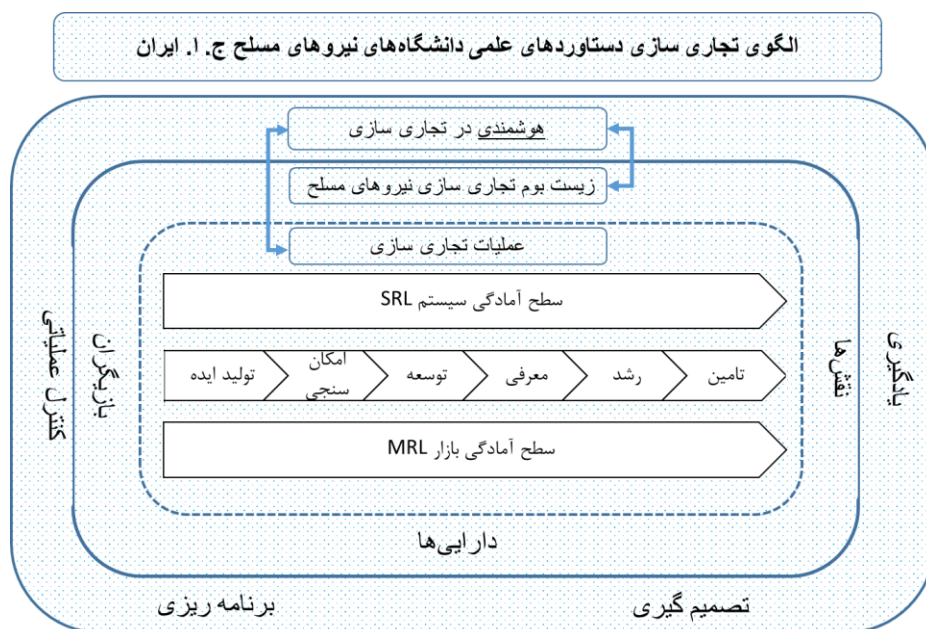 الگوی تجاری سازی دستاوردهای علمی دانشگاه‌های نیروهای مسلح ج. ا. ایران
هوشمندی در تجاری سازی
زیست بوم تجاری سازی نیروهای مسلح
عملیات تجاری سازی
سطح آمادگی سیستم SRL
تولید ایده
امکان
سنجی
توسعه
معرفی
رشد
تامین
سطح آمادگی بازار MRL
یادگیری
نقش‌ها
بازیگران
کنترل عملیاتی
دارایی‌ها
تصمیم گیری
برنامه ریزی